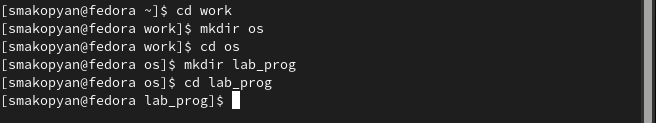 [smakopyan@fedora ~]$ cd work
[smakopyan@fedora work]$ mkdir os
[smakopyan@fedora work]$ cd os
[smakopyan@fedora os]$ mkdir lab_prog
[smakopyan@fedora os]$ cd lab_prog
[smakopyan@fedora lab_prog]$